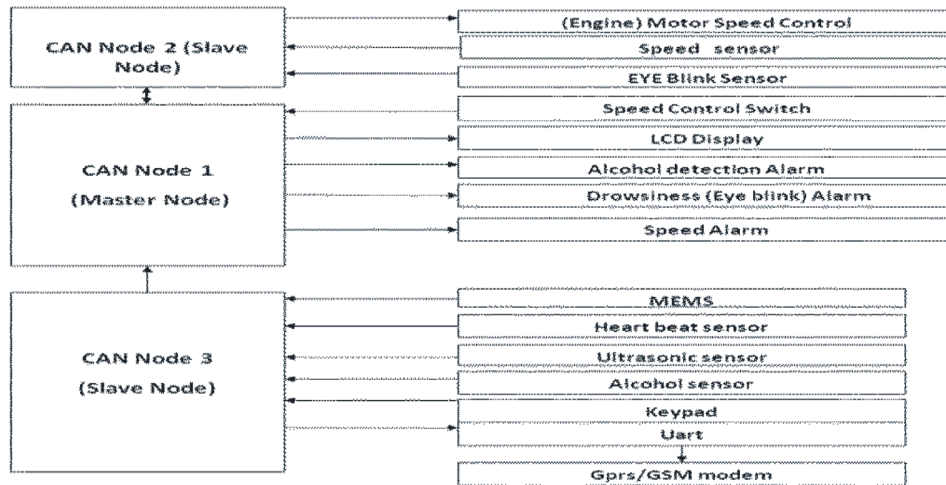 CAN Node 2 (Slave
Node)
(Engine) Motor Speed Control
Speed sensor
EYE Blink Sensor
CAN Node 1
(Master Node)
Speed Control Switch
LCD Display
Alcohol detection Alarm
Drowsiness (Eye blink) Alarm
Speed Alarm
CAN Node 3
(Slave Node)
MEMS
Heart beat sensor
Ultrasonic sensor
Alcohol sensor
Keypad
Uart
Gprs/GSM modem